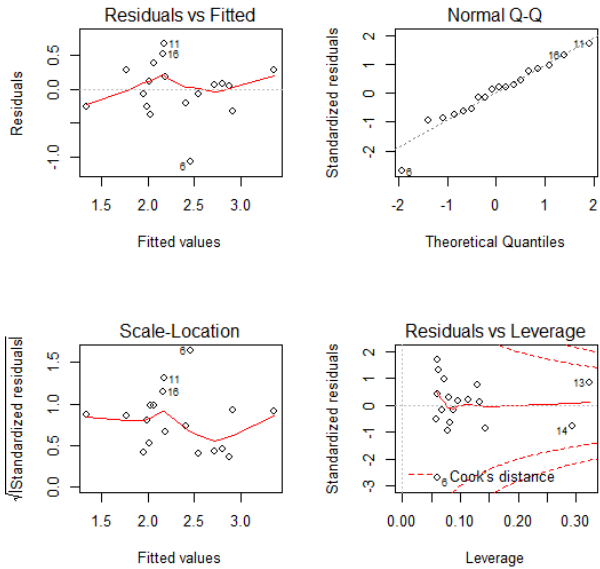 Residuals vs Fitted
Residuals
0.5
0.0
-1.0
11
16
6
1.5 2.0 2.5 3.0
Fitted values
Normal Q-Q
Standardized residuals
2
1
0
-1
-2
11
16
6
-2 -1 0 1 2
Theoretical Quantiles
Scale-Location
√|Standardized residuals|
1.5
1.0
0.5
0.0
6
11
16
1.5 2.0 2.5 3.0
Fitted values
Residuals vs Leverage
Standardized residuals
2
1
0
-1
-3
13
14
6
Cook's distance
0.00 0.10 0.20 0.30
Leverage